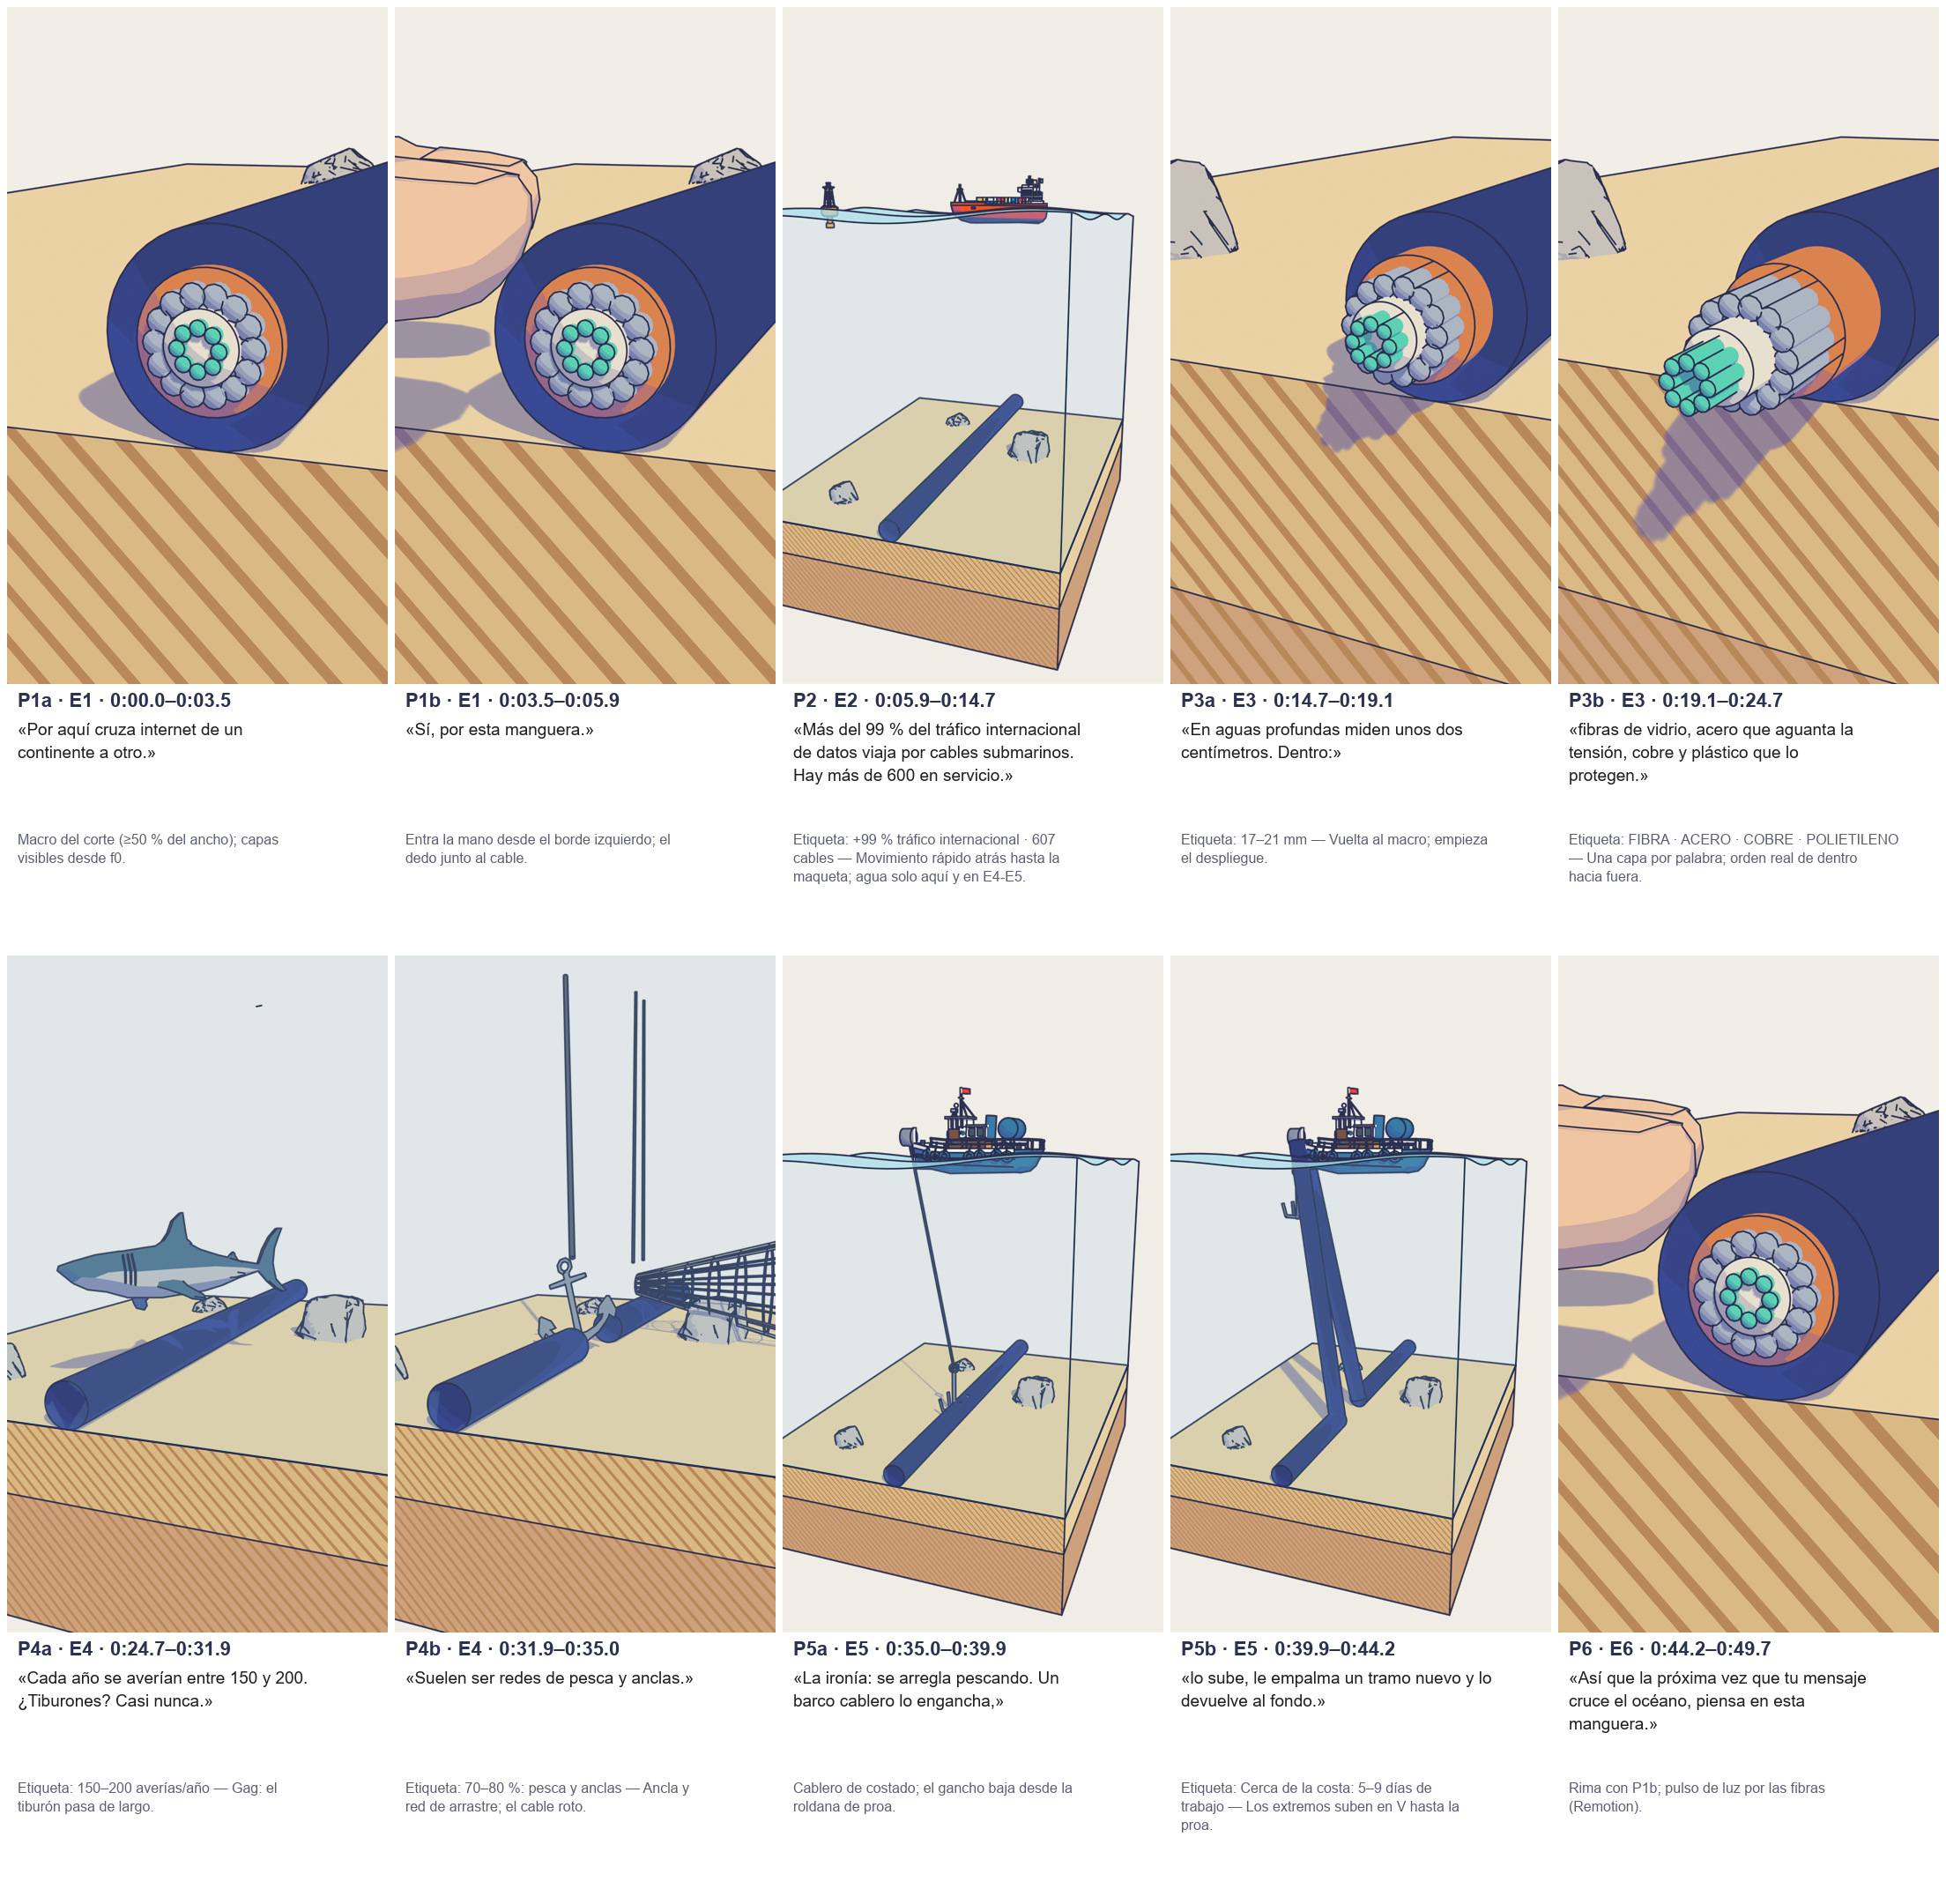 P1a · E1 · 0:00.0–0:03.5
«Por aquí cruza internet de un
continente a otro.»
Macro del corte (≥50 % del ancho); capas
visibles desde f0.
P1b · E1 · 0:03.5–0:05.9
«Sí, por esta manguera.»
Entra la mano desde el borde izquierdo; el
dedo junto al cable.
P2 · E2 · 0:05.9–0:14.7
«Más del 99 % del tráfico internacional
de datos viaja por cables submarinos.
Hay más de 600 en servicio.»
Etiqueta: +99 % tráfico internacional · 607
cables — Movimiento rápido atrás hasta la
maqueta; agua solo aquí y en E4-E5.
P3a · E3 · 0:14.7–0:19.1
«En aguas profundas miden unos dos
centímetros. Dentro:»
Etiqueta: 17–21 mm — Vuelta al macro; empieza
el despliegue.
P3b · E3 · 0:19.1–0:24.7
«fibras de vidrio, acero que aguanta la
tensión, cobre y plástico que lo
protegen.»
Etiqueta: FIBRA · ACERO · COBRE · POLIETILENO
— Una capa por palabra; orden real de dentro
hacia fuera.
P4a · E4 · 0:24.7–0:31.9
«Cada año se averían entre 150 y 200.
¿Tiburones? Casi nunca.»
Etiqueta: 150–200 averías/año — Gag: el
tiburón pasa de largo.
P4b · E4 · 0:31.9–0:35.0
«Suelen ser redes de pesca y anclas.»
Etiqueta: 70–80 %: pesca y anclas — Ancla y
red de arrastre; el cable roto.
P5a · E5 · 0:35.0–0:39.9
«La ironía: se arregla pescando. Un
barco cablero lo engancha,»
Cablero de costado; el gancho baja desde la
roldana de proa.
P5b · E5 · 0:39.9–0:44.2
«lo sube, le empalma un tramo nuevo y lo
devuelve al fondo.»
Etiqueta: Cerca de la costa: 5–9 días de
trabajo — Los extremos suben en V hasta la
proa.
P6 · E6 · 0:44.2–0:49.7
«Así que la próxima vez que tu mensaje
cruce el océano, piensa en esta
manguera.»
Rima con P1b; pulso de luz por las fibras
(Remotion).